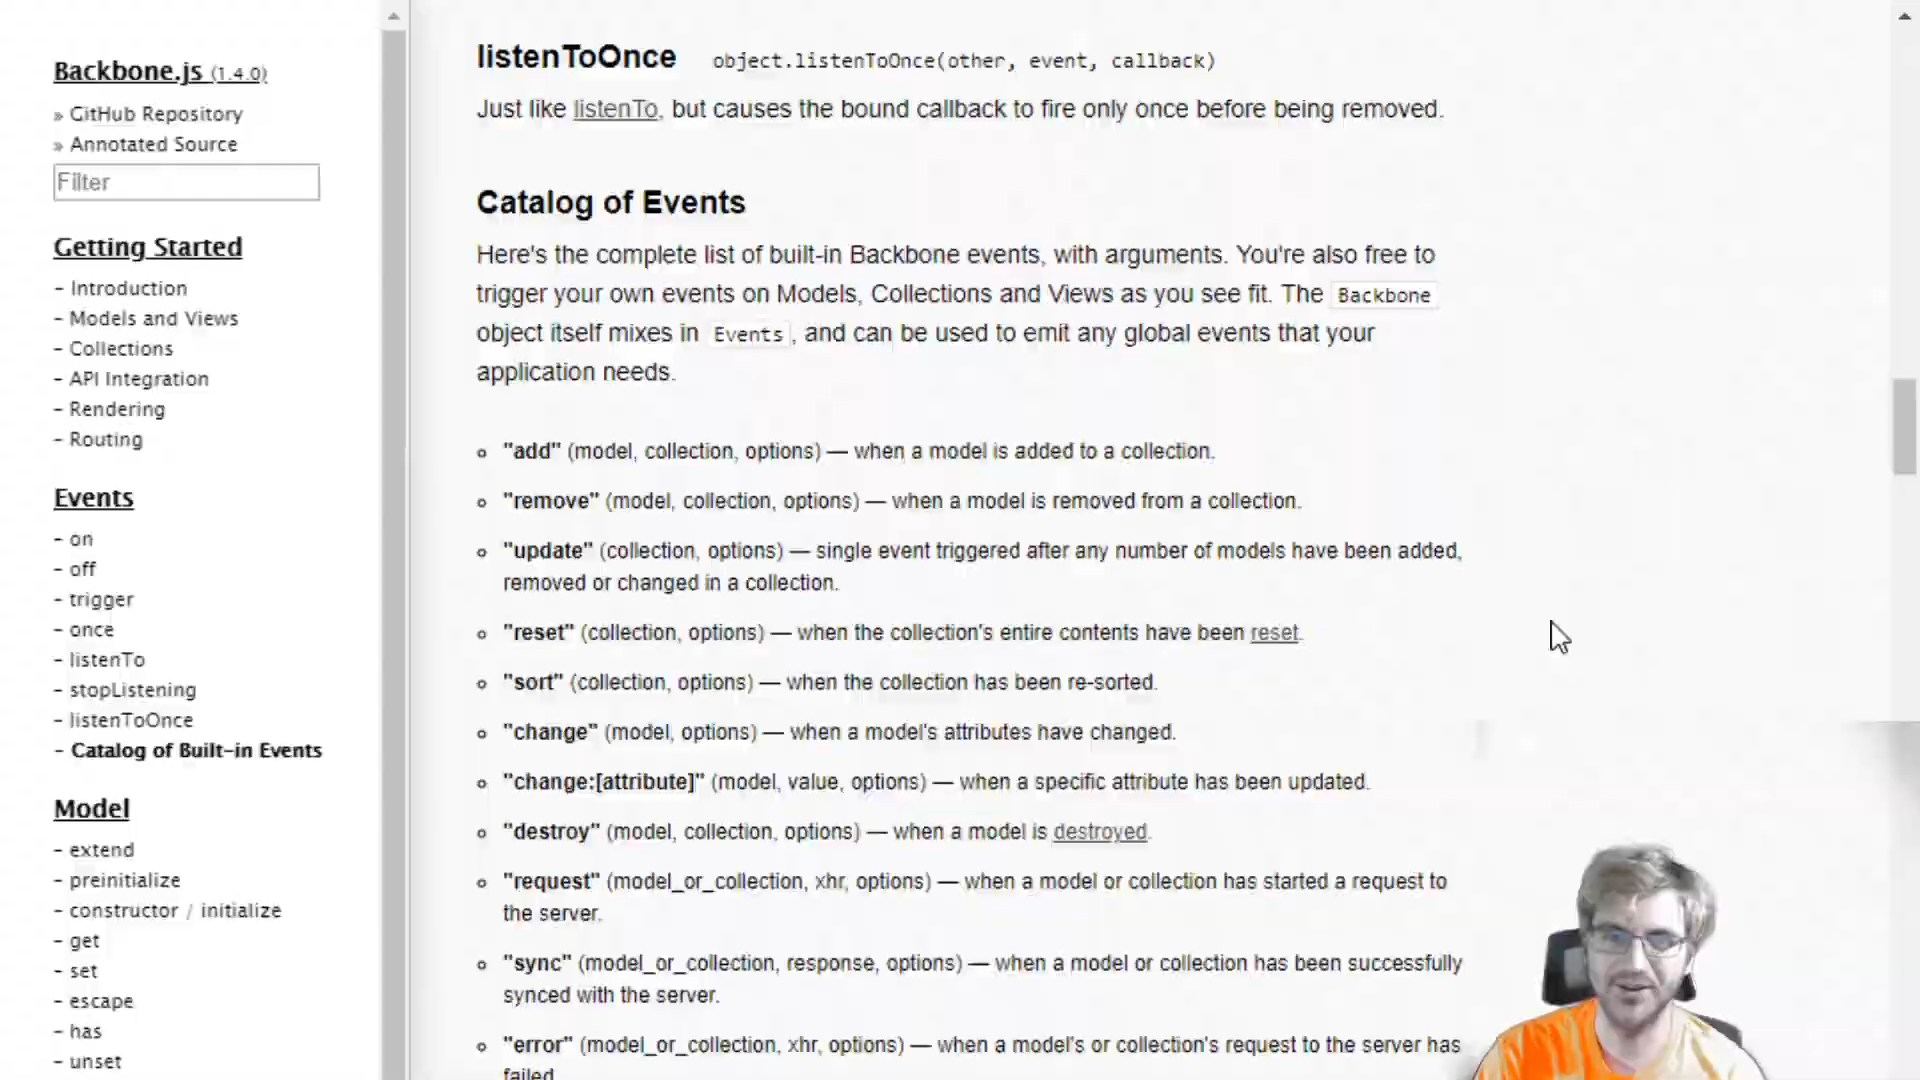 Backbone.js (1.4.0)
» GitHub Repository
» Annotated Source
Filter
Getting Started
- Introduction
- Models and Views
- Collections
- API Integration
- Rendering
- Routing
Events
- on
- off
- trigger
- once
- listenTo
- stopListening
- listenToOnce
- Catalog of Built-in Events
Model
- extend
- preinitialize
- constructor / initialize
- get
- set
- escape
- has
- unset
listenToOnce object.listenToOnce(other, event, callback)
Just like listenTo, but causes the bound callback to fire only once before being removed.
Catalog of Events
Here's the complete list of built-in Backbone events, with arguments. You're also free to
trigger your own events on Models, Collections and Views as you see fit. The Backbone
object itself mixes in Events, and can be used to emit any global events that your
application needs.
"add" (model, collection, options) — when a model is added to a collection.
"remove" (model, collection, options) — when a model is removed from a collection.
"update" (collection, options) — single event triggered after any number of models have been added,
removed or changed in a collection.
"reset" (collection, options) — when the collection's entire contents have been reset.
"sort" (collection, options) — when the collection has been re-sorted.
"change" (model, options) — when a model's attributes have changed.
"change:[attribute]" (model, value, options) — when a specific attribute has been updated.
"destroy" (model, collection, options) — when a model is destroyed.
"request" (model_or_collection, xhr, options) — when a model or collection has started a request to
the server.
"sync" (model_or_collection, response, options) — when a model or collection has been successfully
synced with the server.
"error" (model_or_collection, xhr, options) — when a model's or collection's request to the server has
failed.